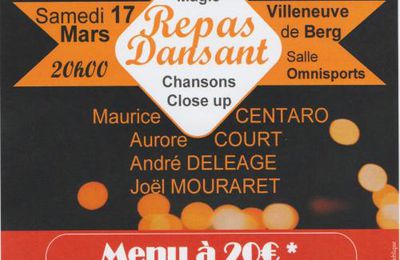 Magic
Samedi 17
Mars
20h00
Repas
Dansant
Chansons
Close up
Villeneuve
de Berg
Salle
Omnisports
Maurice CENTARO
Aurore COURT
André DELEAGE
Joël MOURARET
Menu à 20€ *